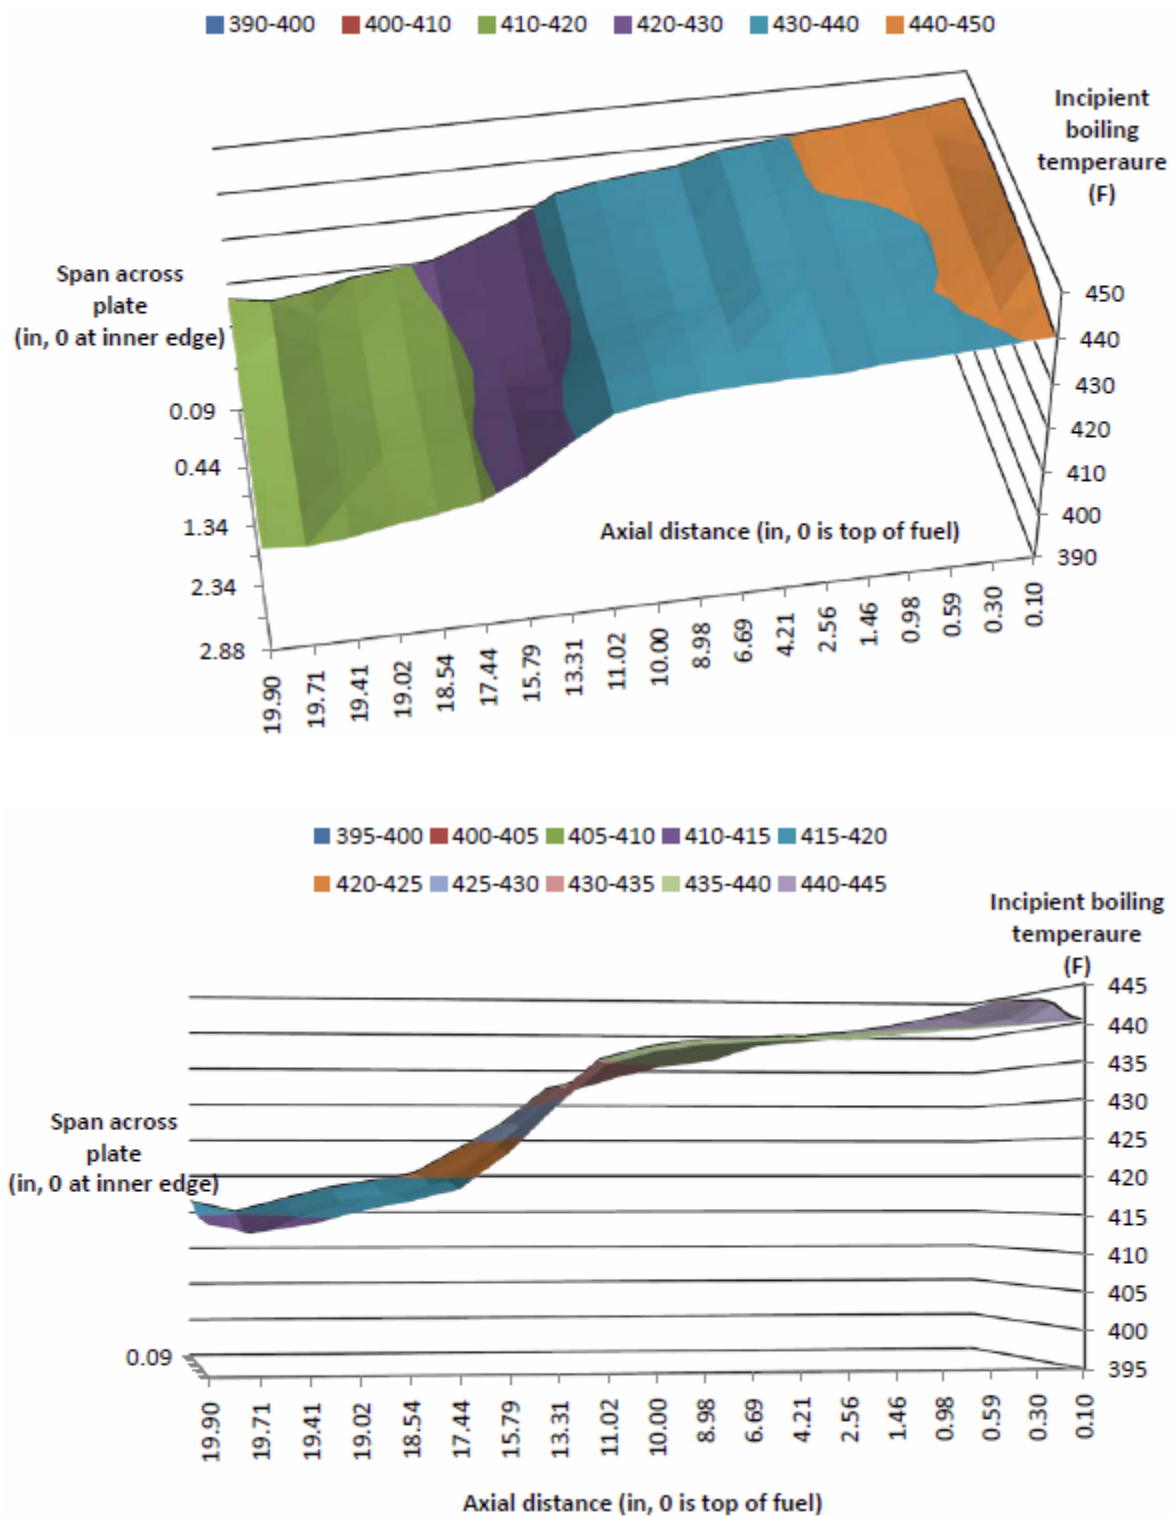 390-400 400-410 410-420 420-430 430-440 440-450
Incipient
boiling
temperaure
(F)
Span across
plate
(in, 0 at inner edge)
450
440
430
420
410
400
390
0.09
0.44
1.34
2.34
2.88
Axial distance (in, 0 is top of fuel)
19.90 19.71 19.41 19.02 18.54 17.44 15.79 13.31 11.02 10.00 8.98 6.69 4.21 2.56 1.46 0.98 0.59 0.30 0.10
395-400 400-405 405-410 410-415 415-420
420-425 425-430 430-435 435-440 440-445
Incipient boiling
temperaure
(F)
445
440
435
430
425
420
415
410
405
400
395
Span across
plate
(in, 0 at inner edge)
0.09
19.90 19.71 19.41 19.02 18.54 17.44 15.79 13.31 11.02 10.00 8.98 6.69 4.21 2.56 1.46 0.98 0.59 0.30 0.10
Axial distance (in, 0 is top of fuel)